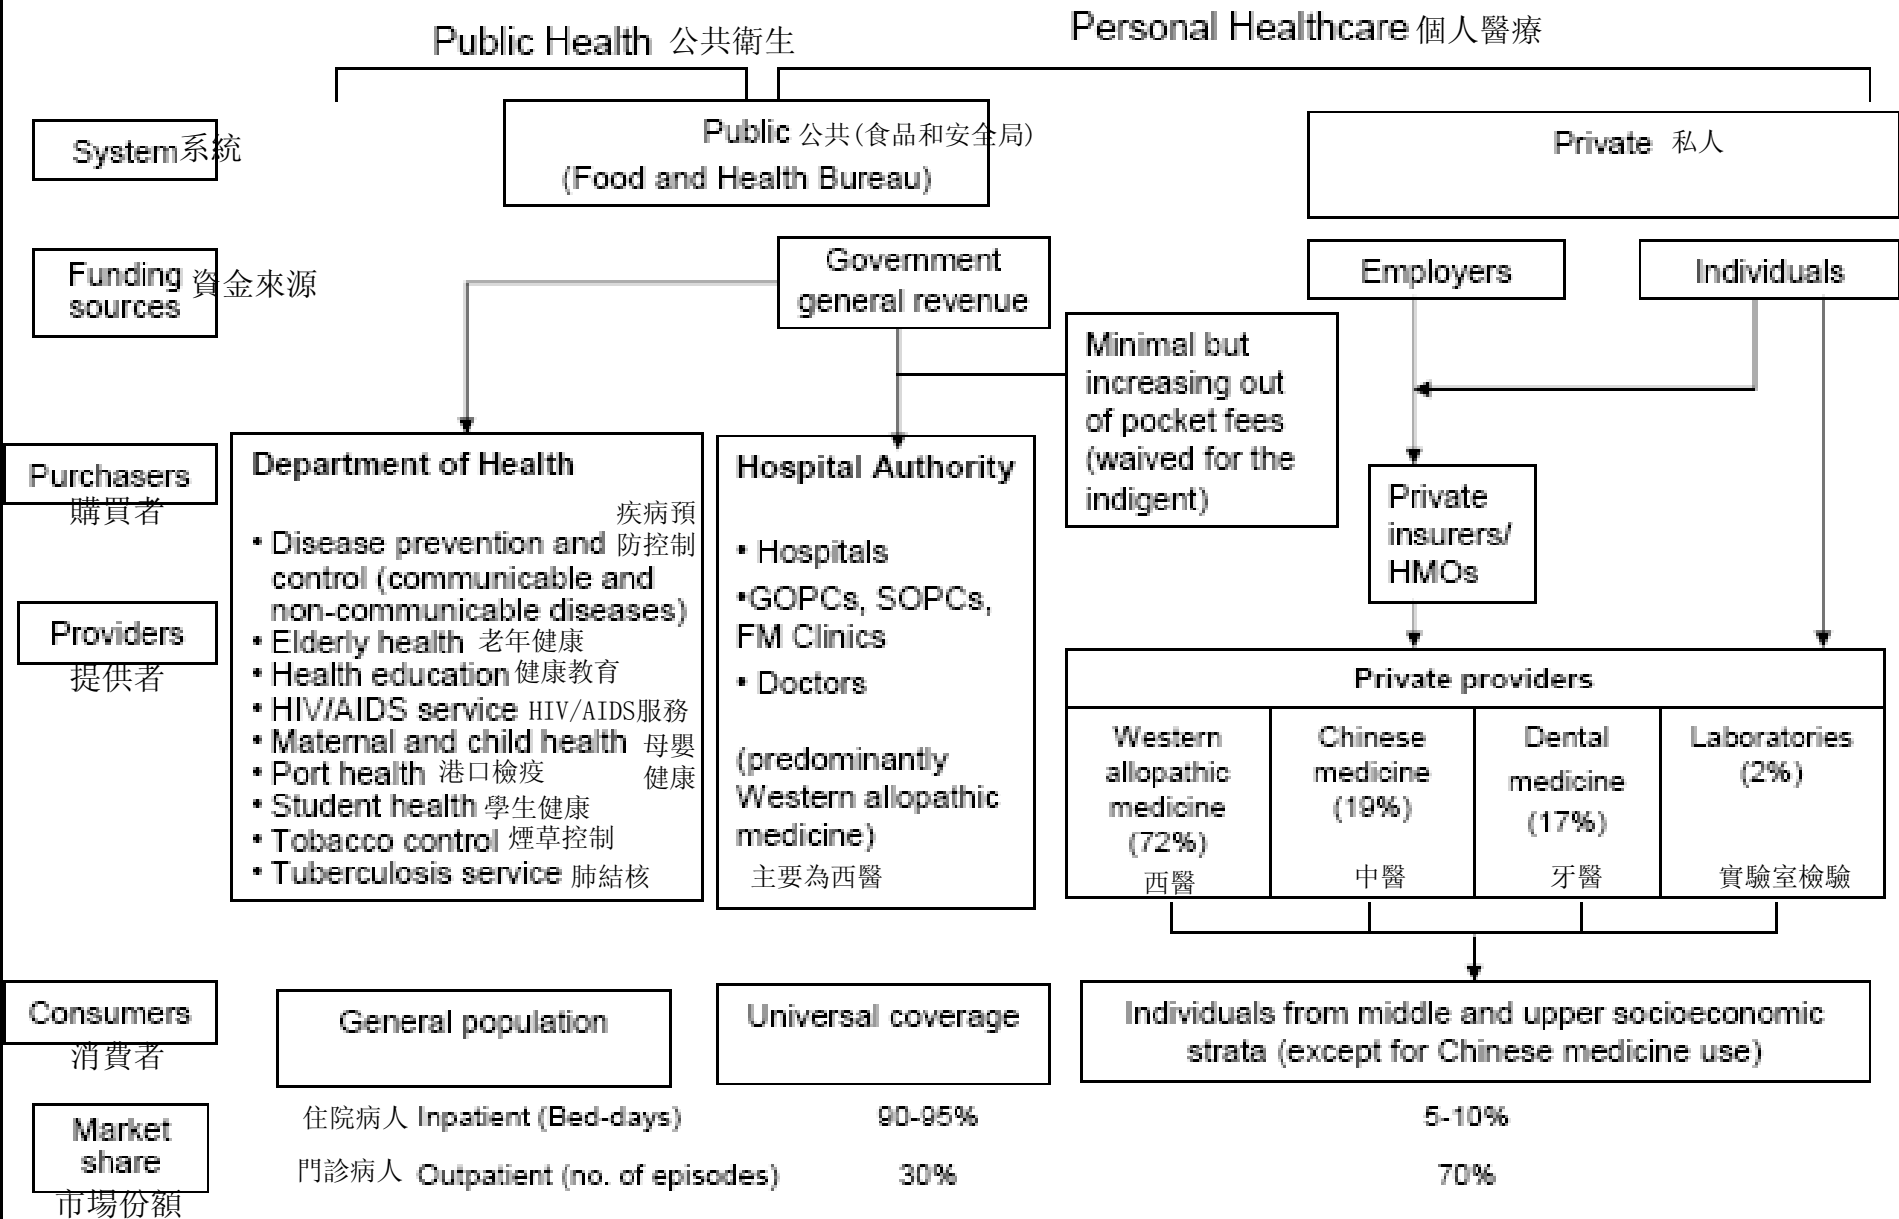 Public Health 公共衛生
Personal Healthcare 個人醫療
System系統
Public 公共(食品和安全局)
(Food and Health Bureau)
Private 私人
Funding
sources
資金來源
Government
general revenue
Employers
Individuals
Minimal but
increasing out
of pocket fees
(waived for the
indigent)
Purchasers
購買者
Department of Health
疾病預
• Disease prevention and 防控制
control (communicable and
non-communicable diseases)
• Elderly health 老年健康
• Health education 健康教育
• HIV/AIDS service HIV/AIDS服務
• Maternal and child health 母嬰
• Port health 港口檢疫 健康
• Student health 學生健康
• Tobacco control 煙草控制
• Tuberculosis service 肺結核
Hospital Authority
• Hospitals
•GOPCs, SOPCs,
FM Clinics
• Doctors
(predominantly
Western allopathic
medicine)
主要為西醫
Private
insurers/
HMOs
Providers
提供者
Private providers
Western
allopathic
medicine
(72%)
西醫
Chinese
medicine
(19%)
中醫
Dental
medicine
(17%)
牙醫
Laboratories
(2%)
實驗室檢驗
Consumers
消費者
General population
Universal coverage
Individuals from middle and upper socioeconomic
strata (except for Chinese medicine use)
Market
share
市場份額
住院病人 Inpatient (Bed-days) 90-95% 5-10%
門診病人 Outpatient (no. of episodes) 30% 70%